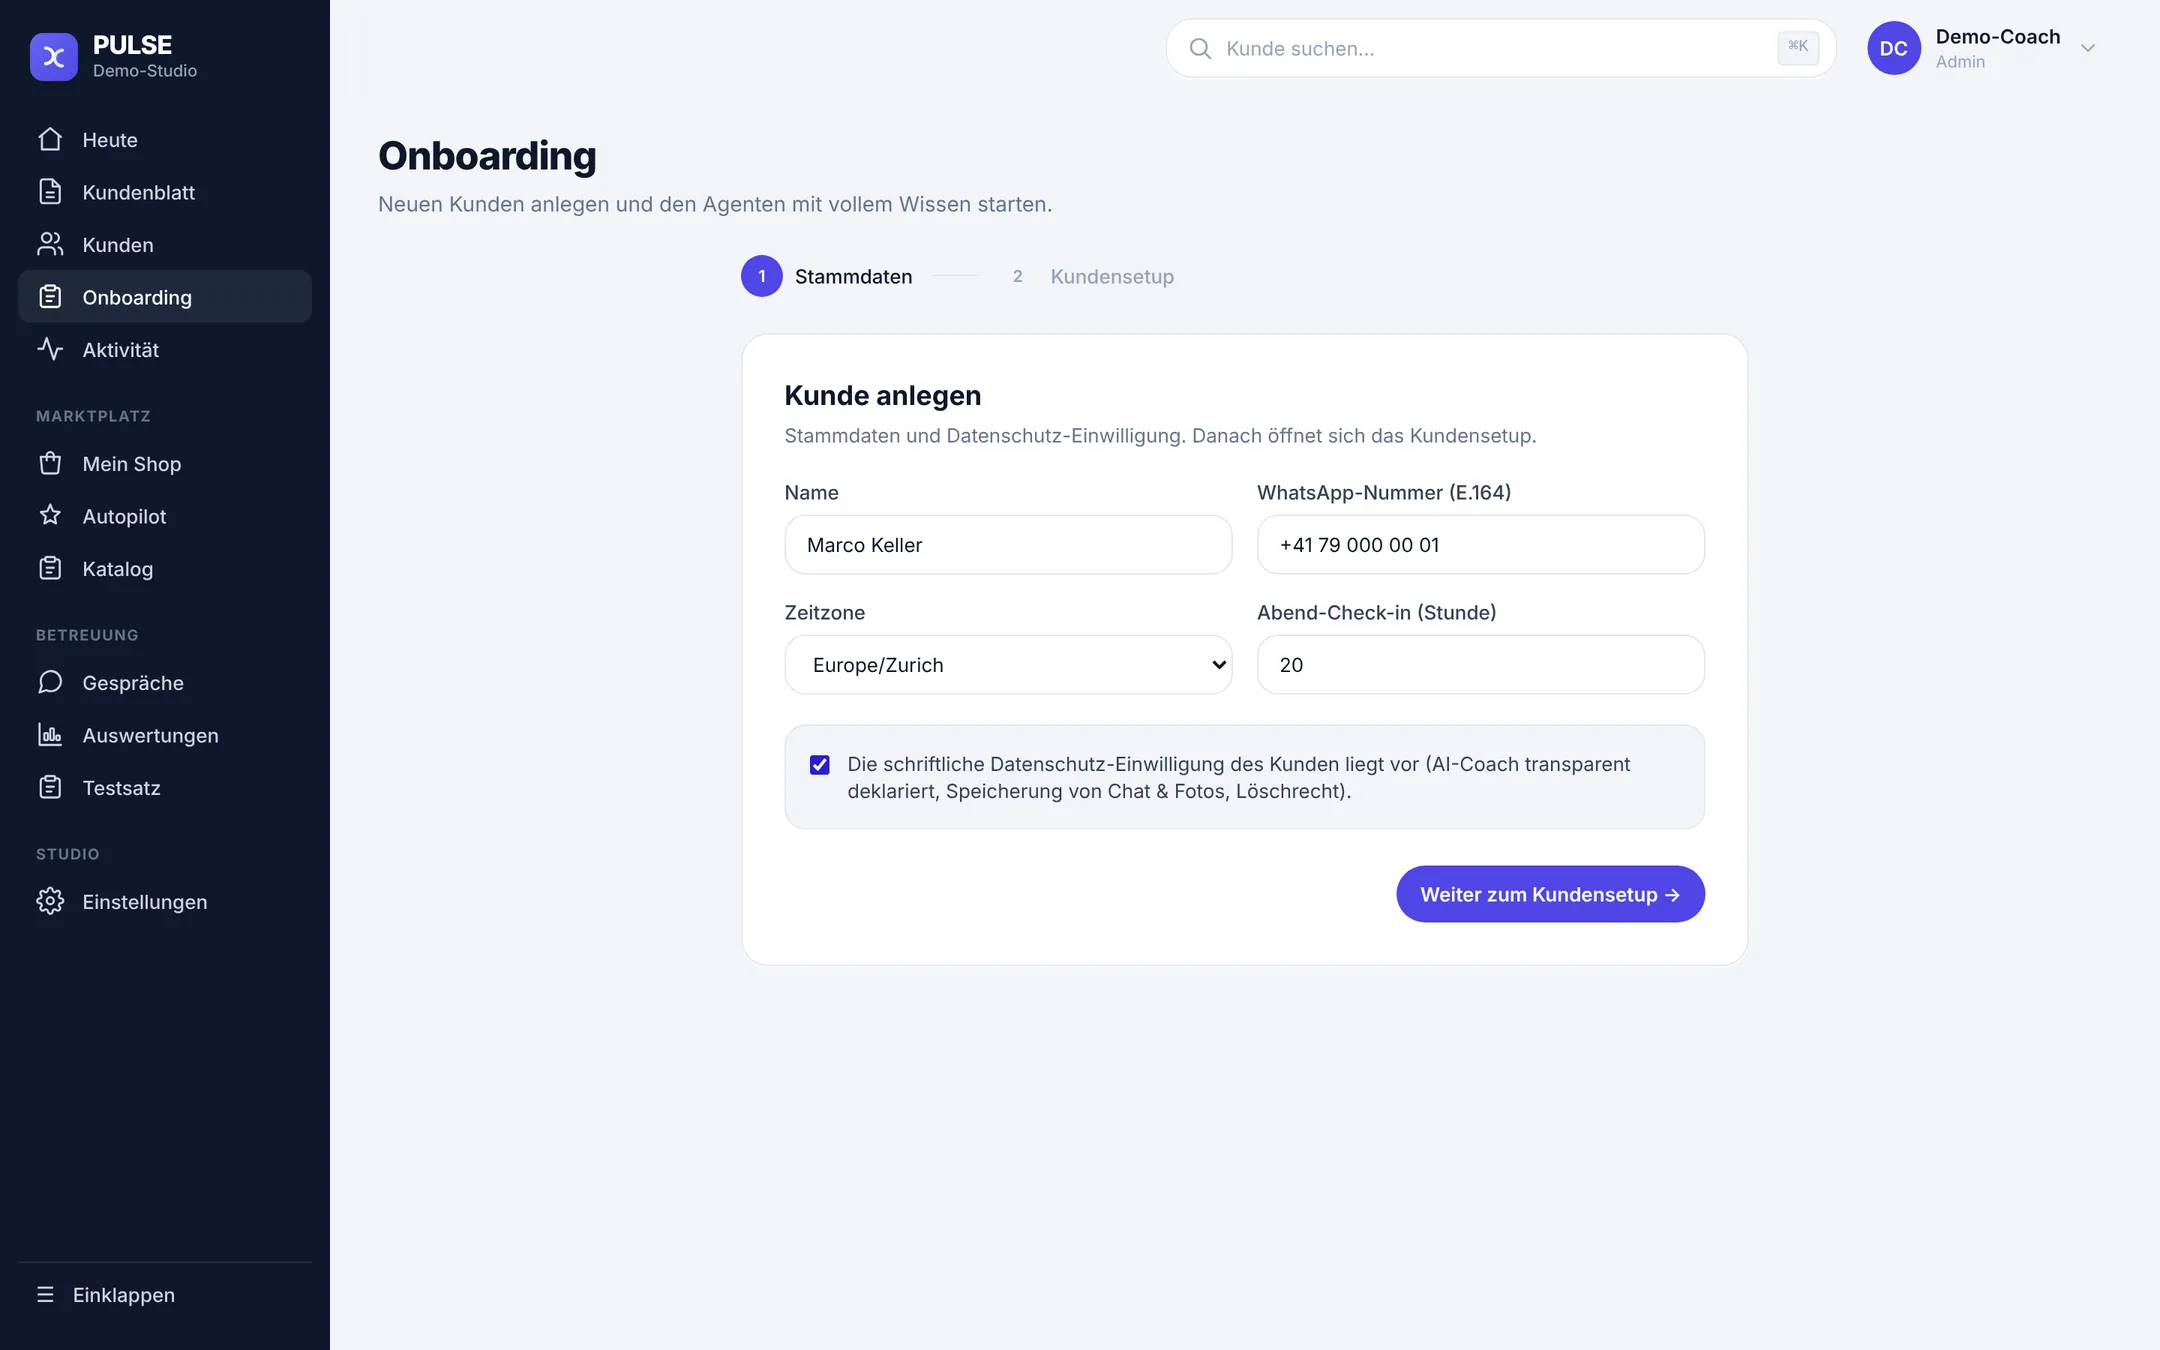 PULSE
Demo-Studio
Heute
Kundenblatt
Kunden
Onboarding
Aktivität
MARKTPLATZ
Mein Shop
Autopilot
Katalog
BETREUUNG
Gespräche
Auswertungen
Testsatz
STUDIO
Einstellungen
Einklappen
Kunde suchen...
⌘K
DC
Demo-Coach
Admin
Onboarding
Neuen Kunden anlegen und den Agenten mit vollem Wissen starten.
1 Stammdaten
2 Kundensetup
Kunde anlegen
Stammdaten und Datenschutz-Einwilligung. Danach öffnet sich das Kundensetup.
Name
Marco Keller
WhatsApp-Nummer (E.164)
+41 79 000 00 01
Zeitzone
Europe/Zurich
Abend-Check-in (Stunde)
20
Die schriftliche Datenschutz-Einwilligung des Kunden liegt vor (AI-Coach transparent
deklariert, Speicherung von Chat & Fotos, Löschrecht).
Weiter zum Kundensetup →